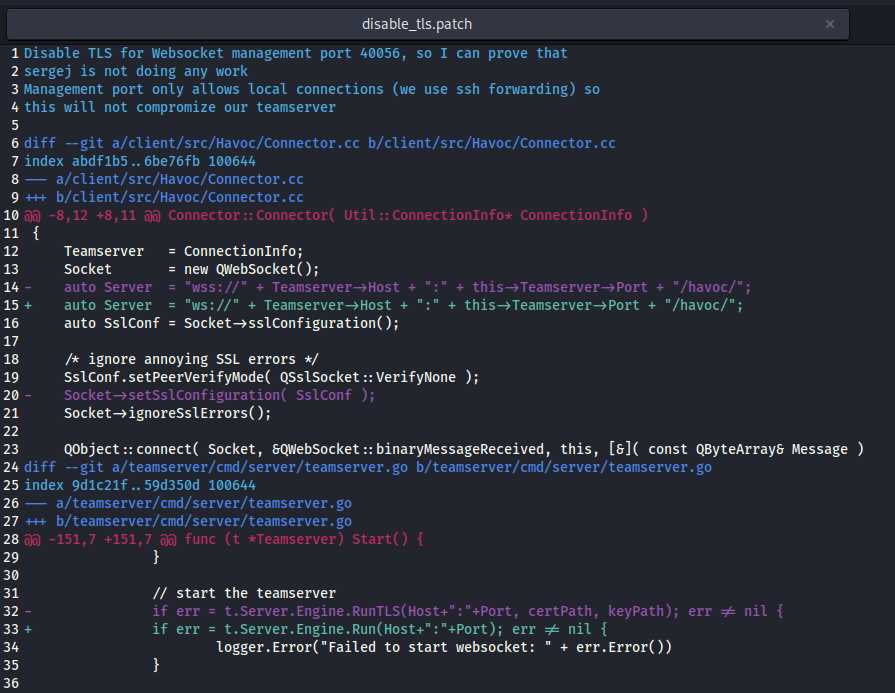 disable_tls.patch ×
1 Disable TLS for Websocket management port 40056, so I can prove that
2 sergej is not doing any work
3 Management port only allows local connections (we use ssh forwarding) so
4 this will not compromize our teamserver
5
6 diff --git a/client/src/Havoc/Connector.cc b/client/src/Havoc/Connector.cc
7 index abdf1b5..6be76fb 100644
8 --- a/client/src/Havoc/Connector.cc
9 +++ b/client/src/Havoc/Connector.cc
10 @@ -8,12 +8,11 @@ Connector::Connector( Util::ConnectionInfo* ConnectionInfo )
11  {
12      Teamserver   = ConnectionInfo;
13      Socket       = new QWebSocket();
14 -    auto Server  = "wss://" + Teamserver->Host + ":" + this->Teamserver->Port + "/havoc/";
15 +    auto Server  = "ws://" + Teamserver->Host + ":" + this->Teamserver->Port + "/havoc/";
16      auto SslConf = Socket->sslConfiguration();
17
18      /* ignore annoying SSL errors */
19      SslConf.setPeerVerifyMode( QSslSocket::VerifyNone );
20 -    Socket->setSslConfiguration( SslConf );
21      Socket->ignoreSslErrors();
22
23      QObject::connect( Socket, &QWebSocket::binaryMessageReceived, this, [&]( const QByteArray& Message )
24 diff --git a/teamserver/cmd/server/teamserver.go b/teamserver/cmd/server/teamserver.go
25 index 9d1c21f..59d350d 100644
26 --- a/teamserver/cmd/server/teamserver.go
27 +++ b/teamserver/cmd/server/teamserver.go
28 @@ -151,7 +151,7 @@ func (t *Teamserver) Start() {
29                 }
30
31                 // start the teamserver
32 -               if err = t.Server.Engine.RunTLS(Host+":"+Port, certPath, keyPath); err != nil {
33 +               if err = t.Server.Engine.Run(Host+":"+Port); err != nil {
34                         logger.Error("Failed to start websocket: " + err.Error())
35                 }
36